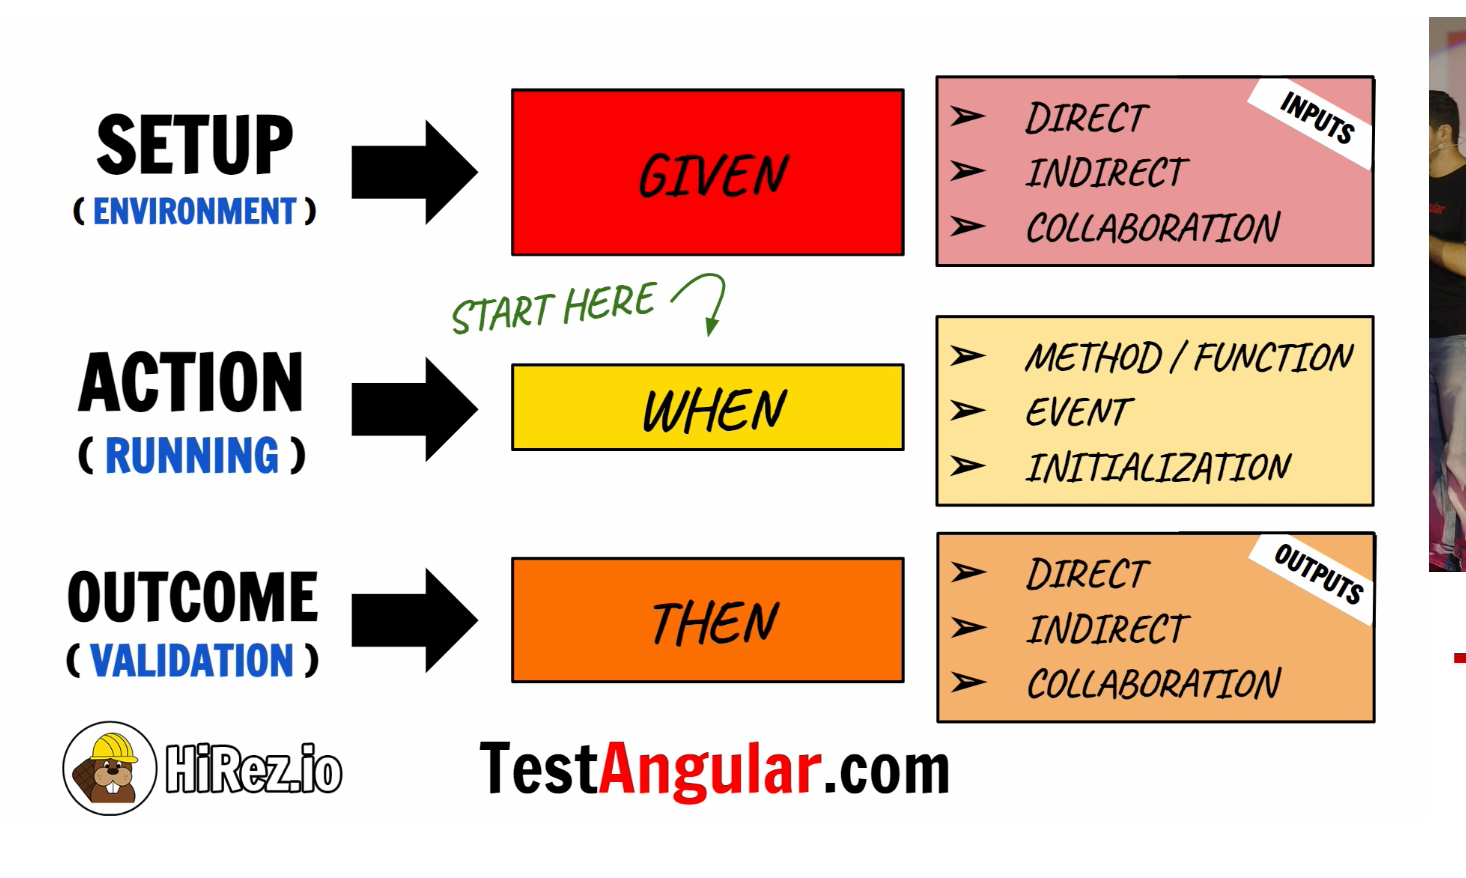 SETUP
( ENVIRONMENT )
GIVEN
INPUTS
➢ DIRECT
➢ INDIRECT
➢ COLLABORATION
START HERE
ACTION
( RUNNING )
WHEN
➢ METHOD / FUNCTION
➢ EVENT
➢ INITIALIZATION
OUTCOME
( VALIDATION )
THEN
OUTPUTS
➢ DIRECT
➢ INDIRECT
➢ COLLABORATION
HiRez.io
TestAngular.com